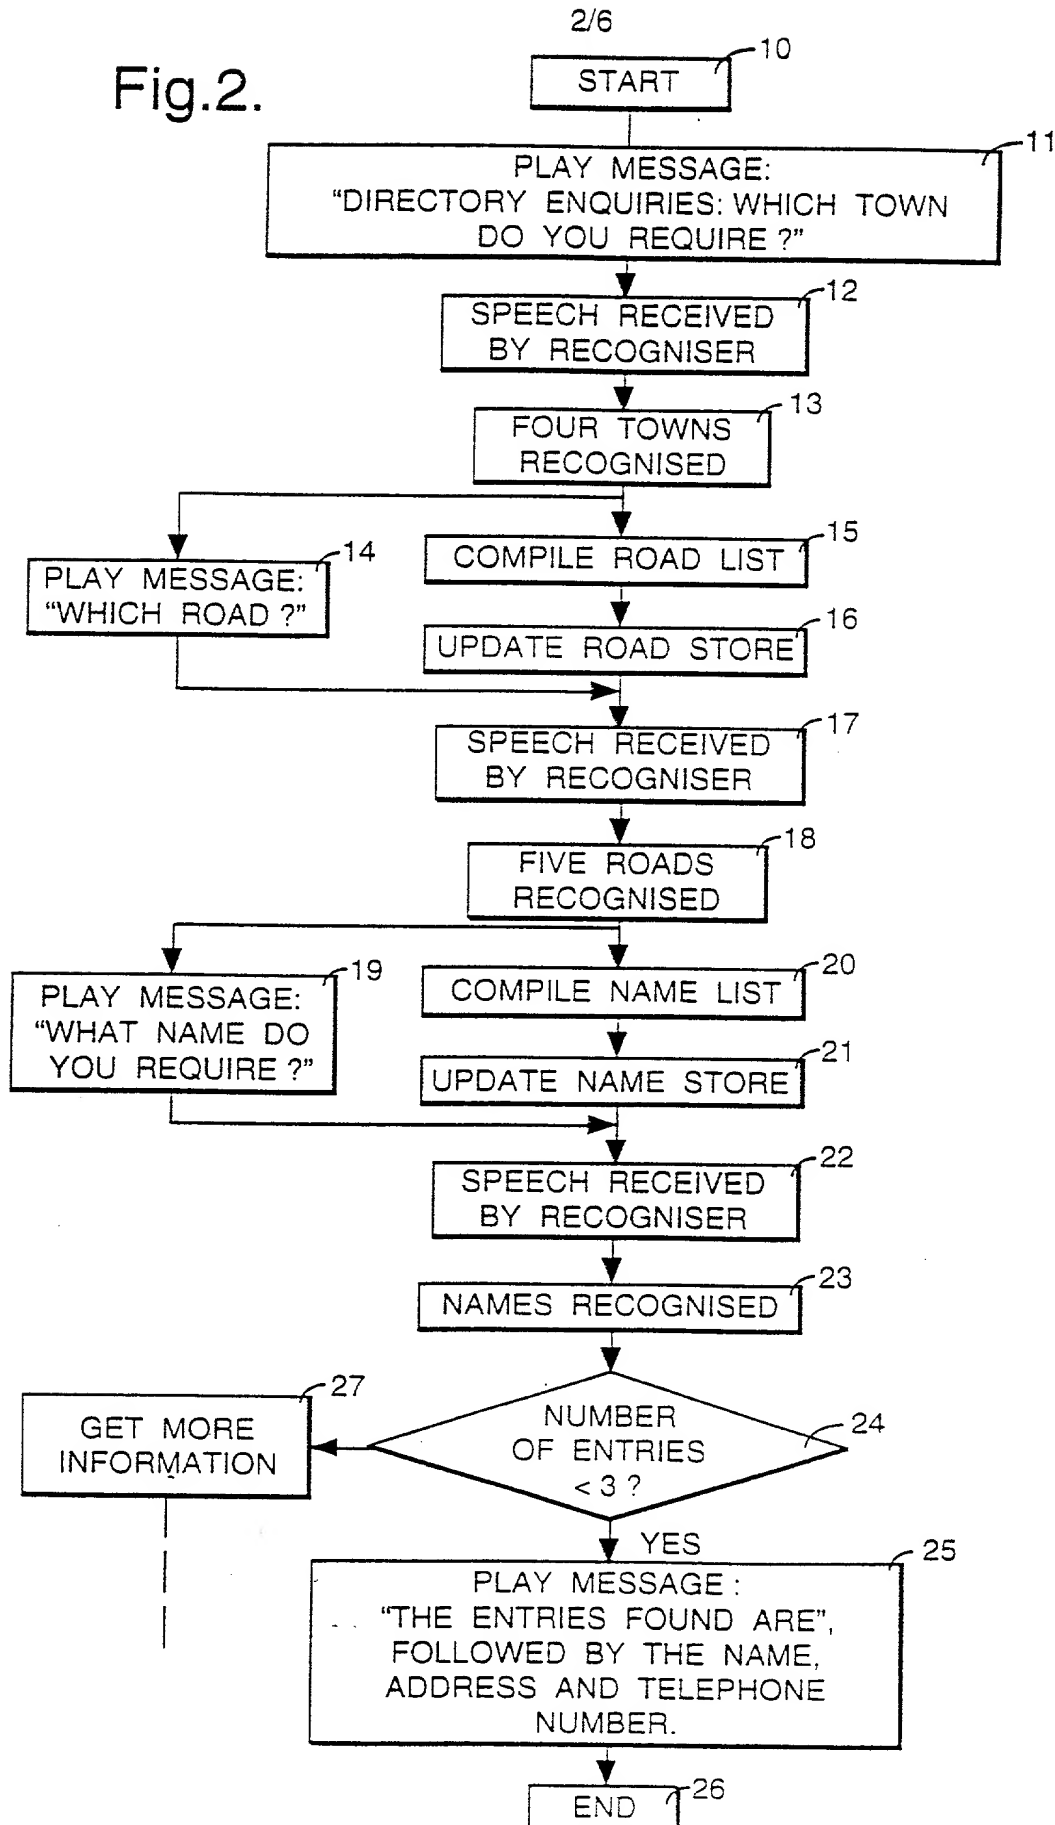 2/6
Fig.2.
10
START
11
PLAY MESSAGE:
“DIRECTORY ENQUIRIES: WHICH TOWN
DO YOU REQUIRE ?”
12
SPEECH RECEIVED
BY RECOGNISER
13
FOUR TOWNS
RECOGNISED
14
PLAY MESSAGE:
“WHICH ROAD ?”
15
COMPILE ROAD LIST
16
UPDATE ROAD STORE
17
SPEECH RECEIVED
BY RECOGNISER
18
FIVE ROADS
RECOGNISED
19
PLAY MESSAGE:
“WHAT NAME DO
YOU REQUIRE ?”
20
COMPILE NAME LIST
21
UPDATE NAME STORE
22
SPEECH RECEIVED
BY RECOGNISER
23
NAMES RECOGNISED
24
NUMBER
OF ENTRIES
< 3 ?
27
GET MORE
INFORMATION
YES
25
PLAY MESSAGE :
“THE ENTRIES FOUND ARE”,
FOLLOWED BY THE NAME,
ADDRESS AND TELEPHONE
NUMBER.
26
END